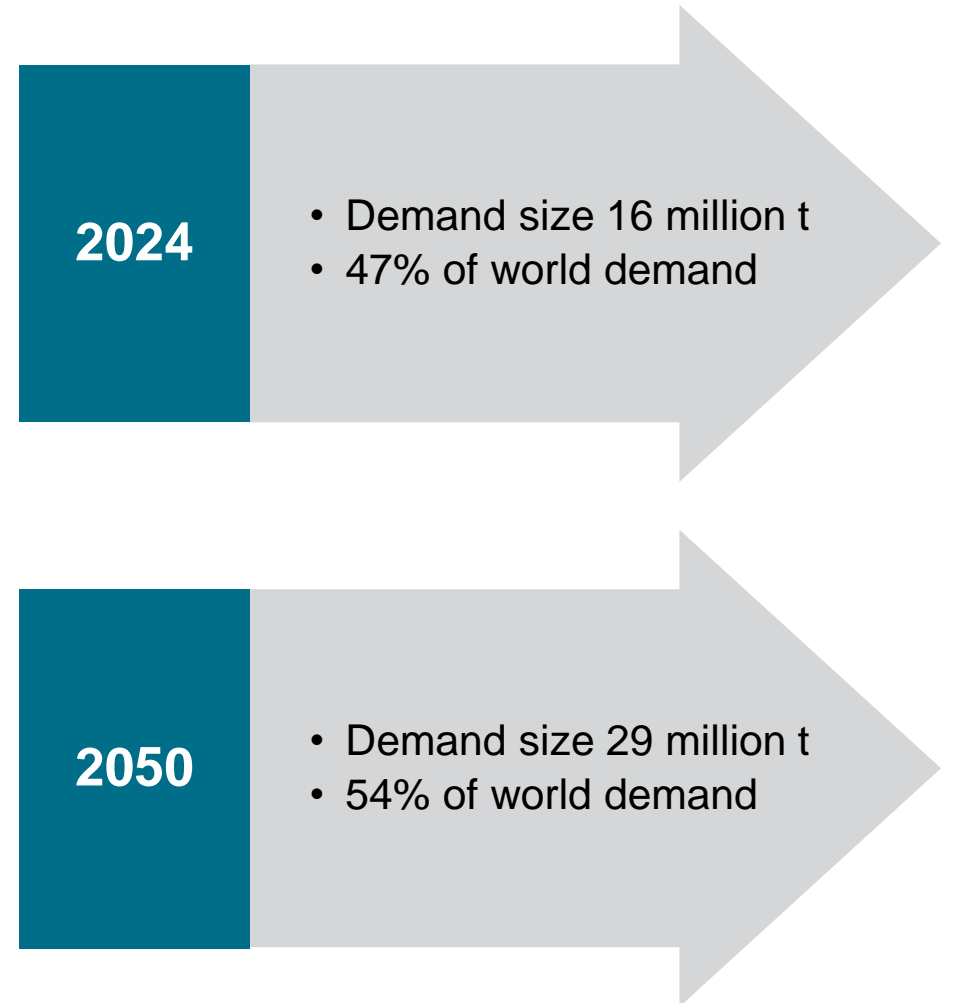 2024
• Demand size 16 million t
• 47% of world demand
2050
• Demand size 29 million t
• 54% of world demand